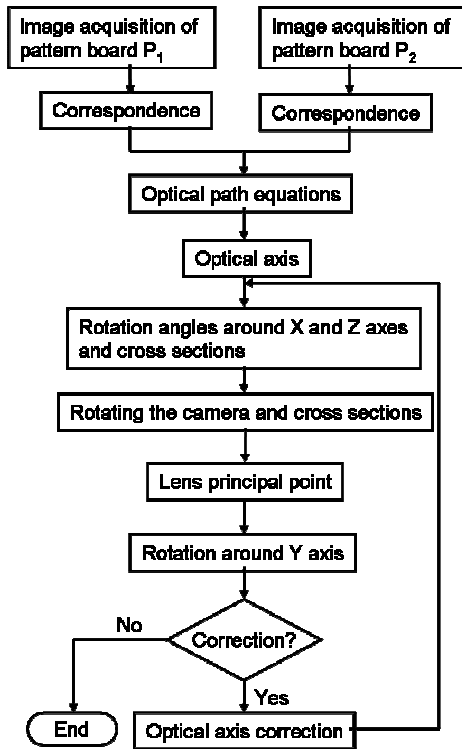 Image acquisition of
pattern board P1
Image acquisition of
pattern board P2
Correspondence
Correspondence
Optical path equations
Optical axis
Rotation angles around X and Z axes
and cross sections
Rotating the camera and cross sections
Lens principal point
Rotation around Y axis
Correction?
No
Yes
End
Optical axis correction